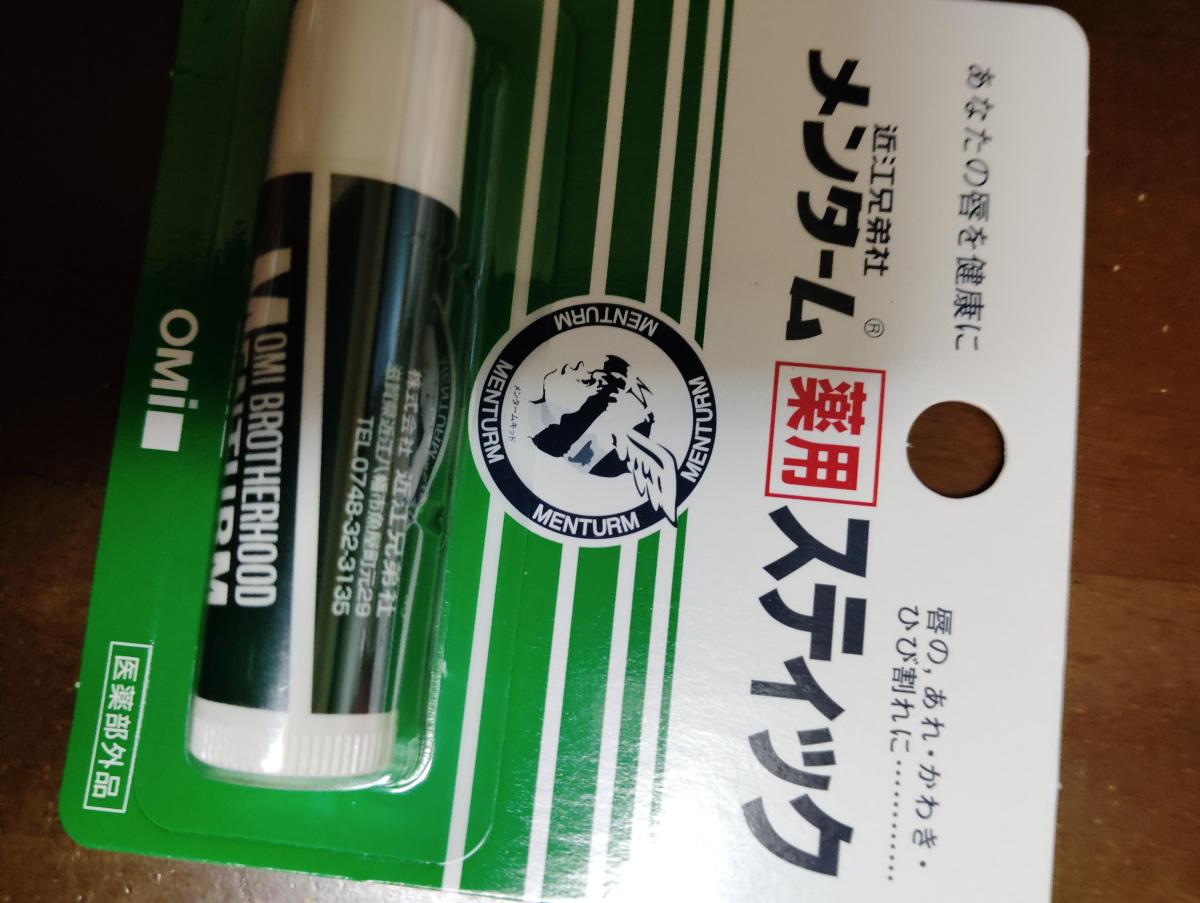 あなたの唇を健康に
近江兄弟社
メンターム®
薬用
スティック
唇の,あれ・かわき・
ひび割れに…………
MENTURM
MENTURM
MENTURM
MENTURM
メンタームキッド
株式会社 近江兄弟社
TEL.0748-32-3135
OMI BROTHERHOOD
MENTURM
OMi
医薬部外品